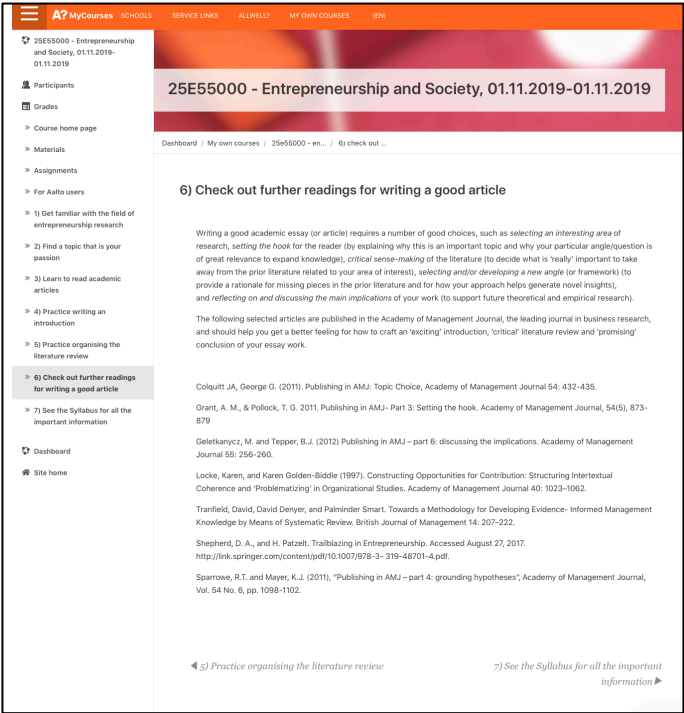 A? MyCourses SCHOOLS SERVICE LINKS ALLWELL? MY OWN COURSES (EN)
25E55000 - Entrepreneurship
and Society, 01.11.2019-
01.11.2019
Participants
Grades
» Course home page
» Materials
» Assignments
» For Aalto users
» 1) Get familiar with the field of
entrepreneurship research
» 2) Find a topic that is your
passion
» 3) Learn to read academic
articles
» 4) Practice writing an
introduction
» 5) Practice organising the
literature review
» 6) Check out further readings
for writing a good article
» 7) See the Syllabus for all the
important information
Dashboard
Site home
25E55000 - Entrepreneurship and Society, 01.11.2019-01.11.2019
Dashboard / My own courses / 25e55000 - en... / 6) check out ...
6) Check out further readings for writing a good article
Writing a good academic essay (or article) requires a number of good choices, such as selecting an interesting area of
research, setting the hook for the reader (by explaining why this is an important topic and why your particular angle/question is
of great relevance to expand knowledge), critical sense-making of the literature (to decide what is 'really' important to take
away from the prior literature related to your area of interest), selecting and/or developing a new angle (or framework) (to
provide a rationale for missing pieces in the prior literature and for how your approach helps generate novel insights),
and reflecting on and discussing the main implications of your work (to support future theoretical and empirical research).
The following selected articles are published in the Academy of Management Journal, the leading journal in business research,
and should help you get a better feeling for how to craft an 'exciting' introduction, 'critical' literature review and 'promising'
conclusion of your essay work.
Colquitt JA, George G. (2011). Publishing in AMJ: Topic Choice, Academy of Management Journal 54: 432-435.
Grant, A. M., & Pollock, T. G. 2011. Publishing in AMJ- Part 3: Setting the hook. Academy of Management Journal, 54(5), 873-
879
Geletkanycz, M. and Tepper, B.J. (2012) Publishing in AMJ – part 6: discussing the implications. Academy of Management
Journal 55: 256-260.
Locke, Karen, and Karen Golden-Biddle (1997). Constructing Opportunities for Contribution: Structuring Intertextual
Coherence and 'Problematizing' in Organizational Studies. Academy of Management Journal 40: 1023–1062.
Tranfield, David, David Denyer, and Palminder Smart. Towards a Methodology for Developing Evidence- Informed Management
Knowledge by Means of Systematic Review. British Journal of Management 14: 207–222.
Shepherd, D. A., and H. Patzelt. Trailblazing in Entrepreneurship. Accessed August 27, 2017.
http://link.springer.com/content/pdf/10.1007/978-3- 319-48701-4.pdf.
Sparrowe, R.T. and Mayer, K.J. (2011), "Publishing in AMJ – part 4: grounding hypotheses", Academy of Management Journal,
Vol. 54 No. 6, pp. 1098-1102.
◀ 5) Practice organising the literature review
7) See the Syllabus for all the important
information ▶